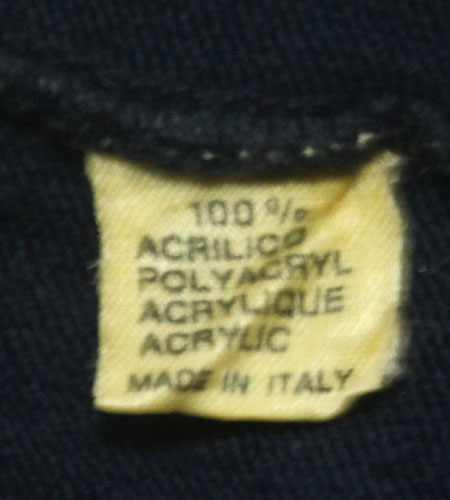 100 %
ACRILICO
POLYACRYL
ACRYLIQUE
ACRYLIC
MADE IN ITALY